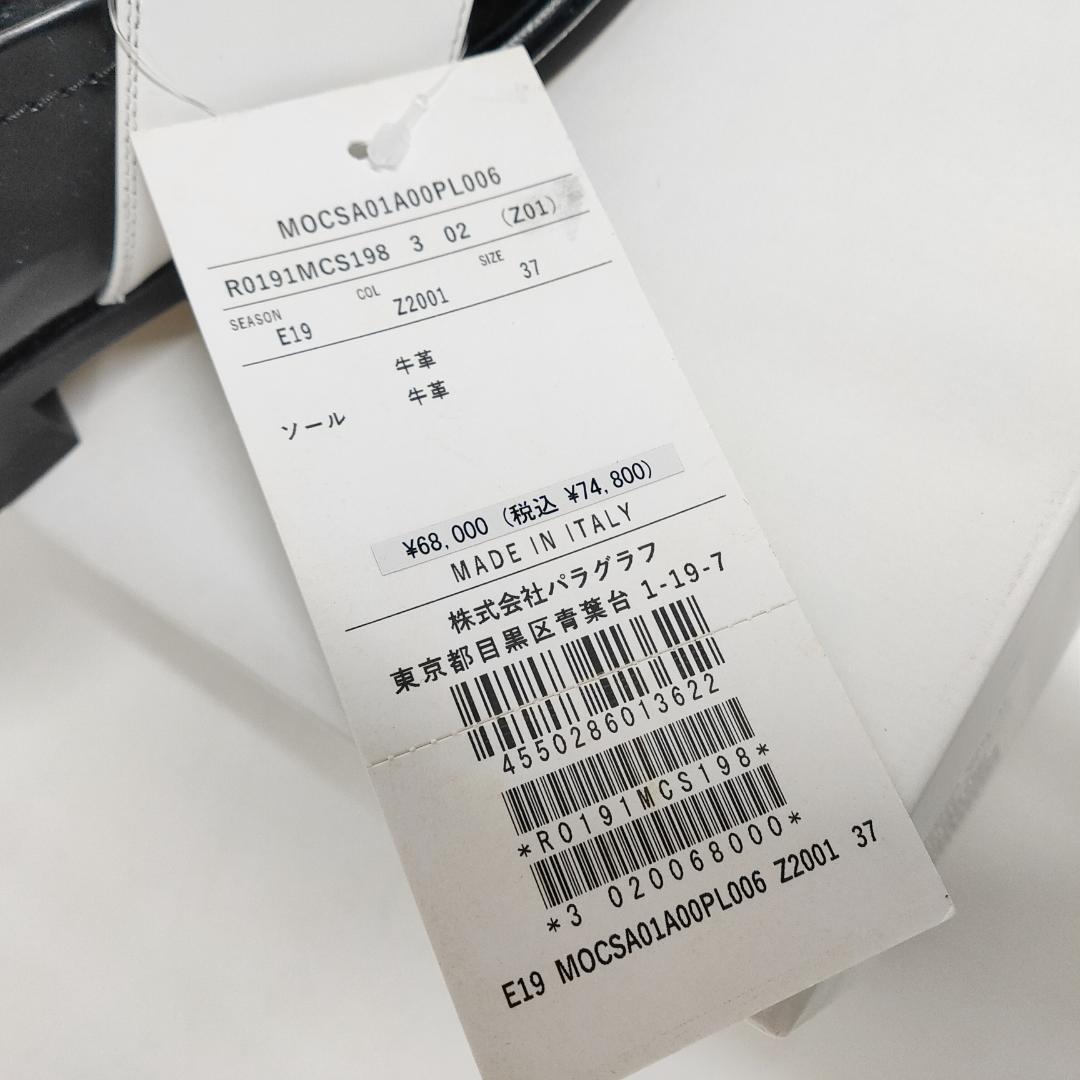 MOCSA01A00PL006
R0191MCS198 3 02 (Z01)
SEASON E19 COL Z2001 SIZE 37
牛革
ソール 牛革
¥68,000 (税込 ¥74,800)
MADE IN ITALY
株式会社パラグラフ
東京都目黒区青葉台 1-19-7
4550286013622
*R0191MCS198*
*3 020068000*
E19 MOCSA01A00PL006 Z2001 37